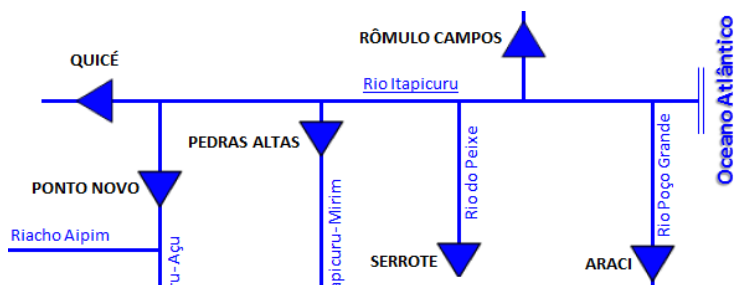 RÔMULO CAMPOS
QUICÉ
Rio Itapicuru
Oceano Atlântico
PEDRAS ALTAS
Rio do Peixe
Rio Poço Grande
PONTO NOVO
Riacho Aipim
SERROTE
ARACI
u-Açu
apicuru-Mirim